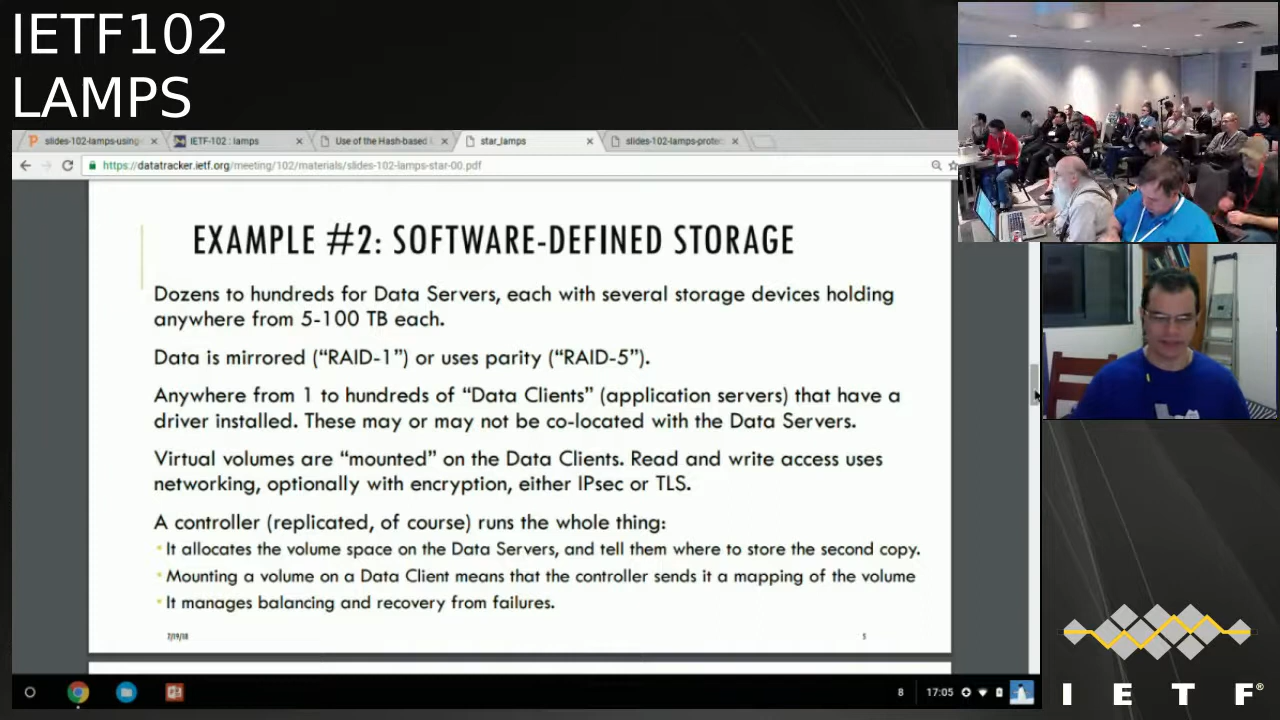 IETF102
LAMPS
slides-102-lamps-using-
IETF-102 : lamps
Use of the Hash-based
star_lamps
slides-102-lamps-prote
https://datatracker.ietf.org/meeting/102/materials/slides-102-lamps-star-00.pdf
EXAMPLE #2: SOFTWARE-DEFINED STORAGE
Dozens to hundreds for Data Servers, each with several storage devices holding
anywhere from 5-100 TB each.
Data is mirrored (“RAID-1”) or uses parity (“RAID-5”).
Anywhere from 1 to hundreds of “Data Clients” (application servers) that have a
driver installed. These may or may not be co-located with the Data Servers.
Virtual volumes are “mounted” on the Data Clients. Read and write access uses
networking, optionally with encryption, either IPsec or TLS.
A controller (replicated, of course) runs the whole thing:
• It allocates the volume space on the Data Servers, and tell them where to store the second copy.
• Mounting a volume on a Data Client means that the controller sends it a mapping of the volume
• It manages balancing and recovery from failures.
7/19/18
5
8
17:05
I E T F®